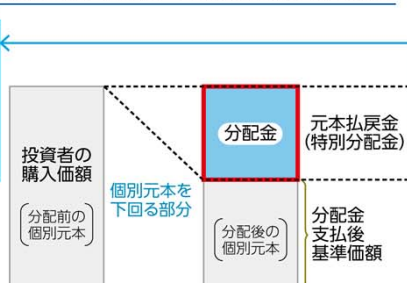 投資者の
購入価額
分配前の
個別元本
個別元本を
下回る部分
分配金
元本払戻金
(特別分配金)
分配後の
個別元本
分配金
支払後
基準価額